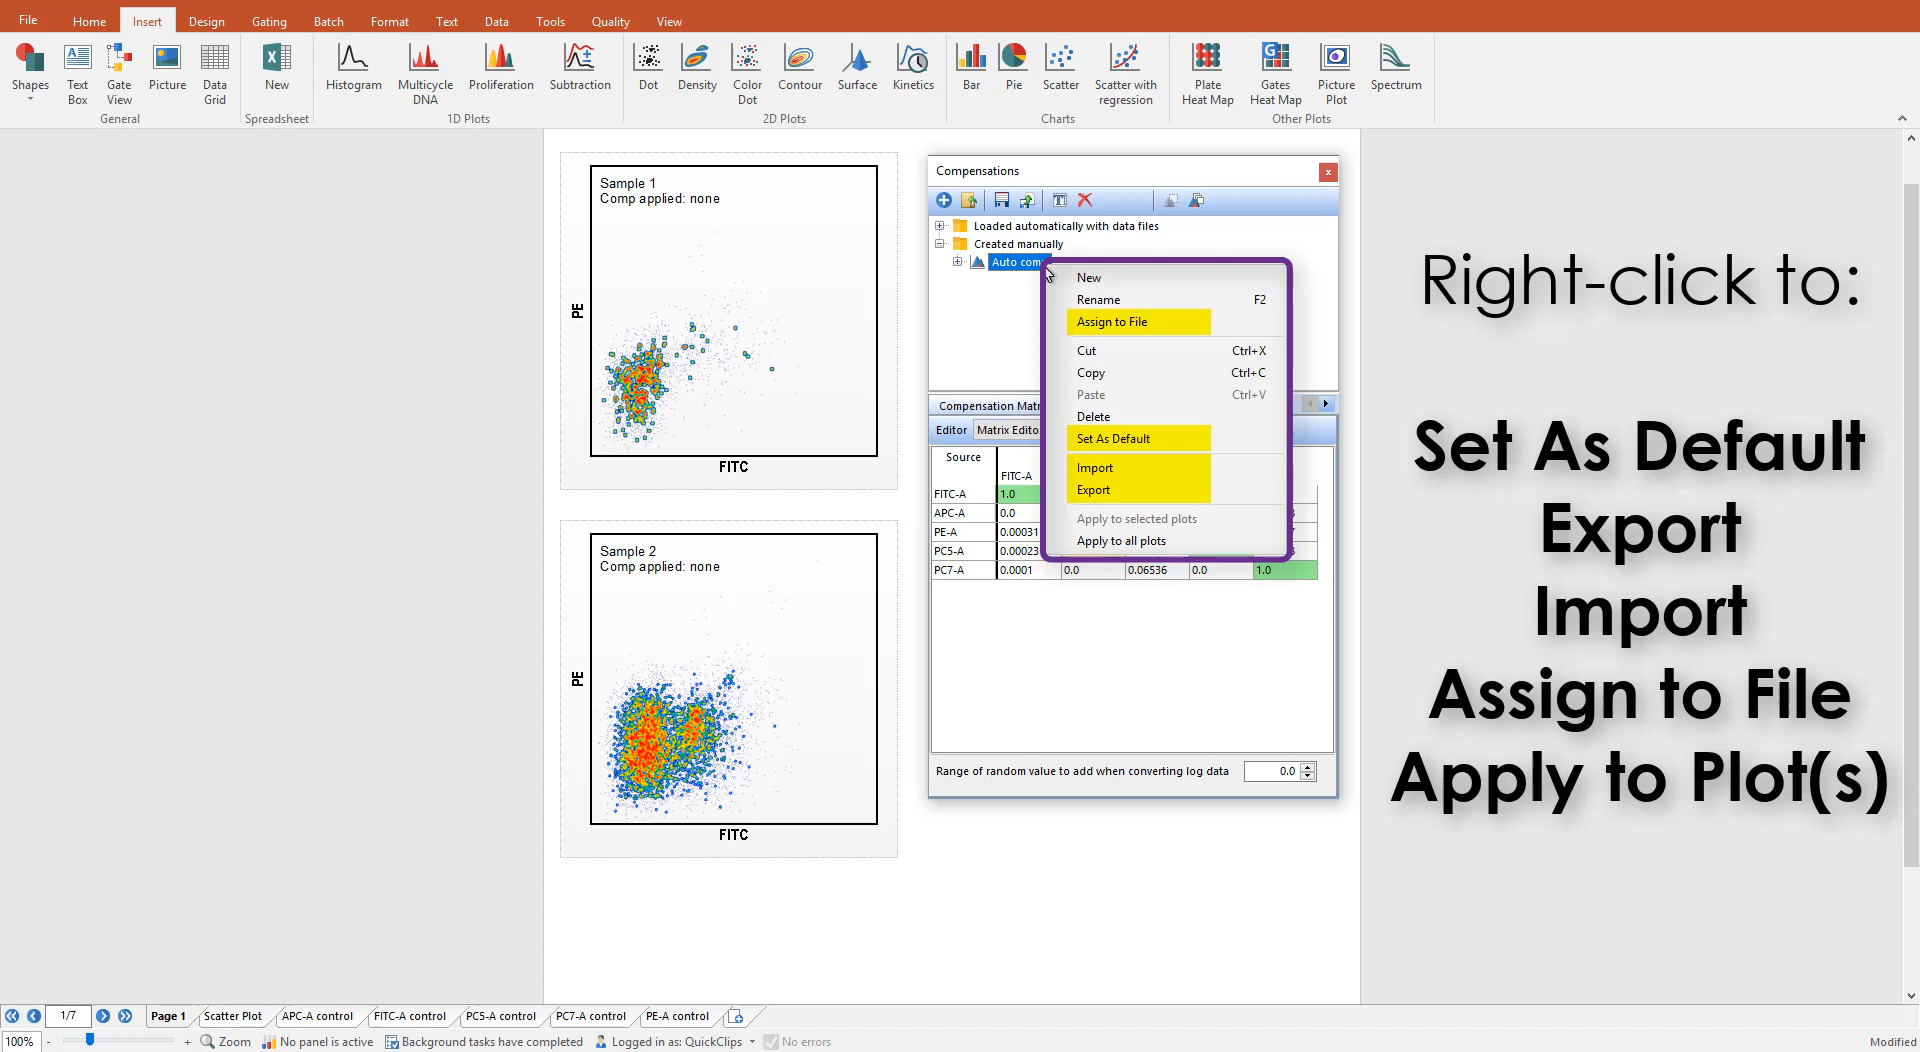 File Home Insert Design Gating Batch Format Text Data Tools Quality View
Shapes Text Box Gate View Picture Data Grid New Histogram Multicycle DNA Proliferation Subtraction Dot Density Color Dot Contour Surface Kinetics Bar Pie Scatter Scatter with regression Plate Heat Map Gates Heat Map Picture Plot Spectrum
General Spreadsheet 1D Plots 2D Plots Charts Other Plots
Sample 1
Comp applied: none
PE
FITC
Sample 2
Comp applied: none
PE
FITC
Compensations
Loaded automatically with data files
Created manually
Auto com
New
Rename F2
Assign to File
Cut Ctrl+X
Copy Ctrl+C
Paste Ctrl+V
Delete
Set As Default
Import
Export
Apply to selected plots
Apply to all plots
Compensation Matr
Editor Matrix Edito
Source
FITC-A
FITC-A 1.0
APC-A 0.0
PE-A 0.00031
PC5-A 0.00023
PC7-A 0.0001 0.0 0.06536 0.0 1.0
Range of random value to add when converting log data 0.0
Right-click to:
Set As Default
Export
Import
Assign to File
Apply to Plot(s)
1/7 Page 1 Scatter Plot APC-A control FITC-A control PC5-A control PC7-A control PE-A control
100% - + Zoom No panel is active Background tasks have completed Logged in as: QuickClips No errors Modified